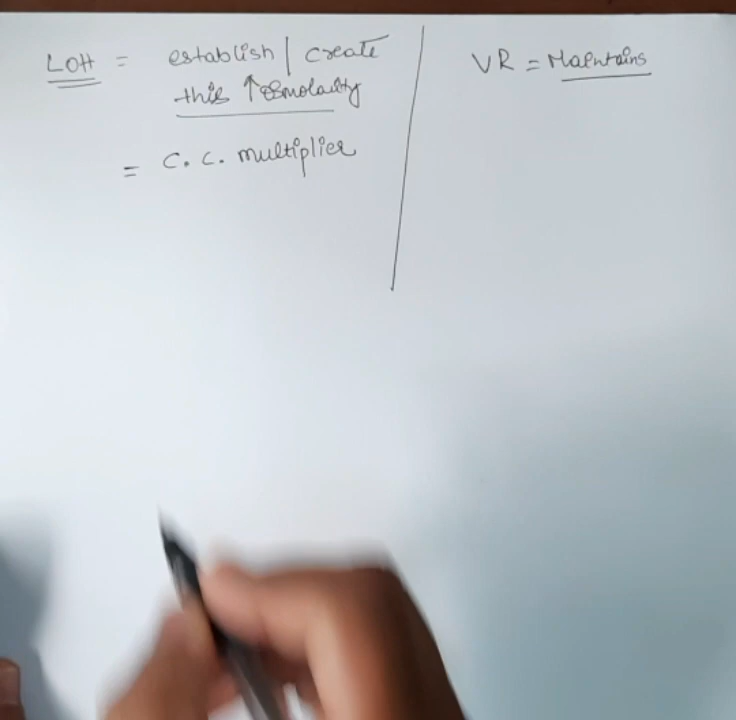 LOH = establish | create
this ↑ osmolarity
= C. C. multiplier
VR = Maintains